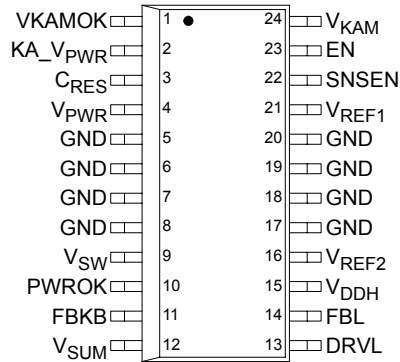 VKAMOK 1 24 VKAM
KA_VPWR 2 23 EN
CRES 3 22 SNSEN
VPWR 4 21 VREF1
GND 5 20 GND
GND 6 19 GND
GND 7 18 GND
GND 8 17 GND
VSW 9 16 VREF2
PWROK 10 15 VDDH
FBKB 11 14 FBL
VSUM 12 13 DRVL